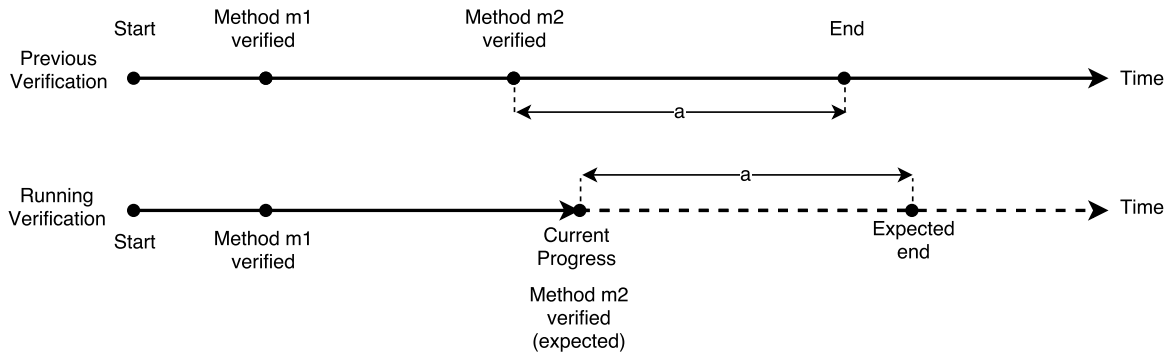 Start
Method m1
verified
Method m2
verified
End
Previous
Verification
Time
a
a
Running
Verification
Time
Start
Method m1
verified
Current
Progress
Expected
end
Method m2
verified
(expected)